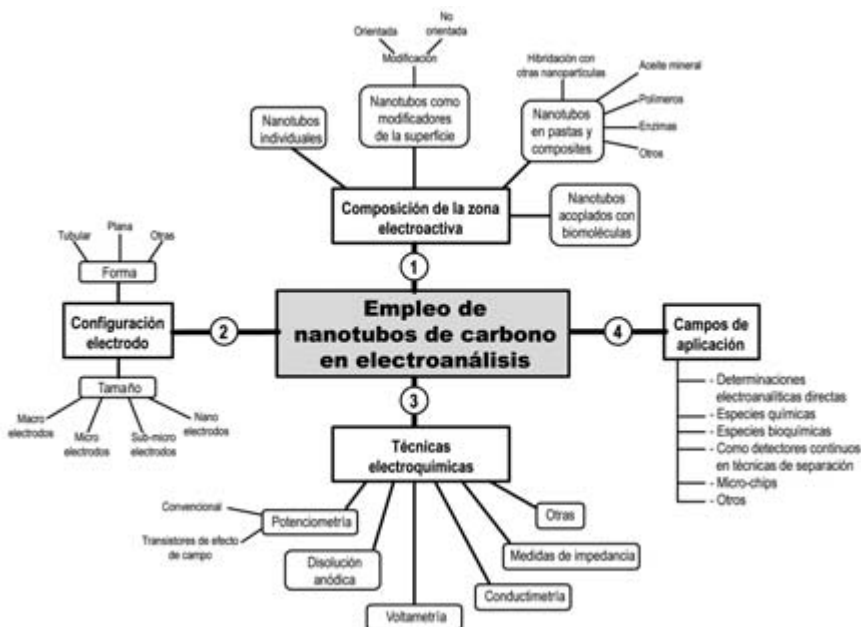 No
orientada
Orientada
Modificación
Hibridación con
otras nanopartículas
Aceite mineral
Polímeros
Enzimas
Otros
Nanotubos
individuales
Nanotubos como
modificadores
de la superficie
Nanotubos
en pastas y
composites
Composición de la zona
electroactiva
Nanotubos
acoplados con
biomoléculas
1
Tubular
Plana
Otras
Forma
Configuración
electrodo
2
Tamaño
Macro
electrodos
Micro
electrodos
Sub-micro
electrodos
Nano
electrodos
Empleo de
nanotubos de carbono
en electroanálisis
4
Campos de
aplicación
- Determinaciones
electroanalíticas directas
- Especies químicas
- Especies bioquímicas
- Como detectores continuos
en técnicas de separación
- Micro-chips
- Otros
3
Técnicas
electroquímicas
Convencional
Transistores de efecto
de campo
Potenciometría
Disolución
anódica
Voltametría
Conductimetría
Medidas de impedancia
Otras